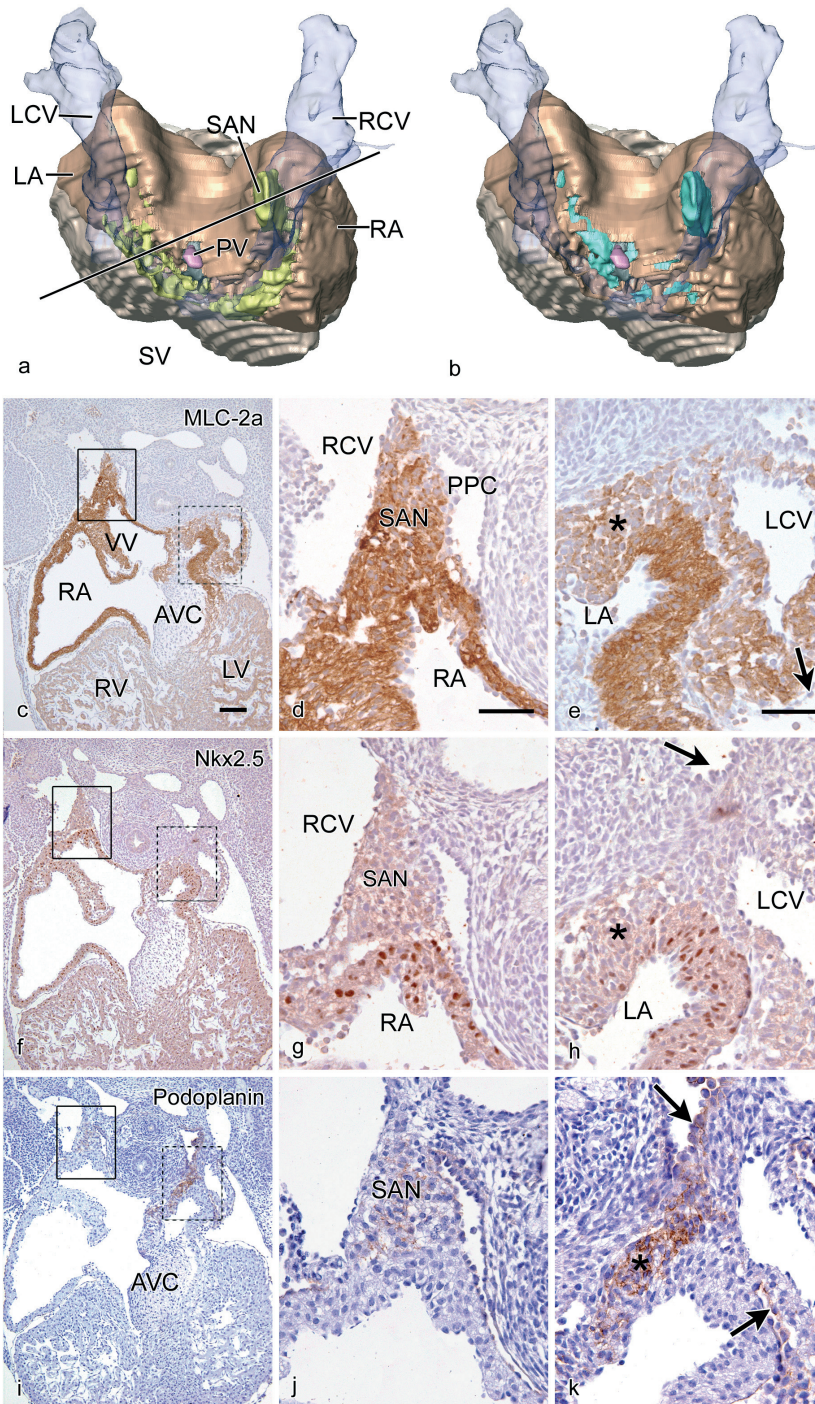 LCV
SAN
RCV
LA
PV
RA
a
SV
b
MLC-2a
VV
RA
AVC
RV
LV
c
RCV
PPC
SAN
RA
d
*
LCV
LA
e
Nkx2.5
f
RCV
SAN
RA
g
LCV
*
LA
h
Podoplanin
AVC
i
SAN
j
*
k